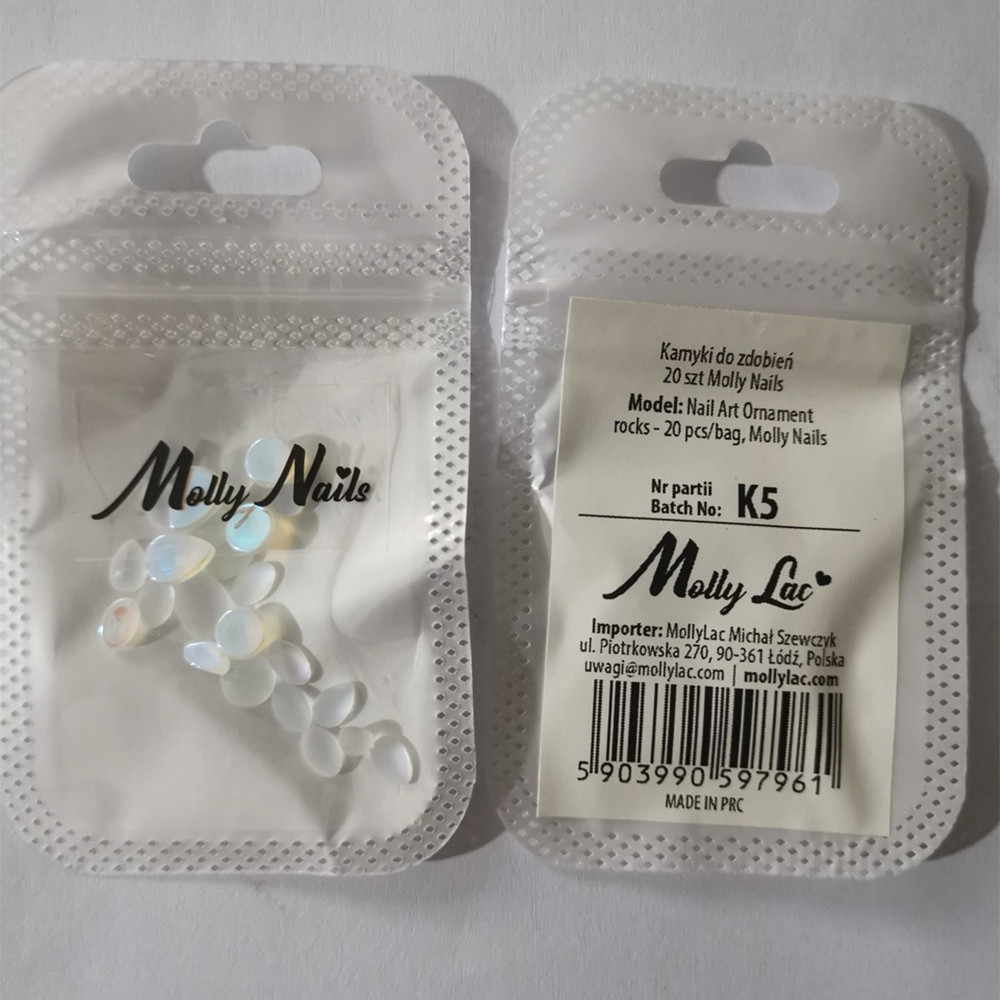 Molly Nails
Kamyki do zdobień
20 szt Molly Nails
Model: Nail Art Ornament
rocks - 20 pcs/bag, Molly Nails
Nr partii
Batch No: K5
Molly Lac
Importer: MollyLac Michał Szewczyk
ul. Piotrkowska 270, 90-361 Łódź, Polska
uwagi@mollylac.com | mollylac.com
5 903990 597961
MADE IN PRC